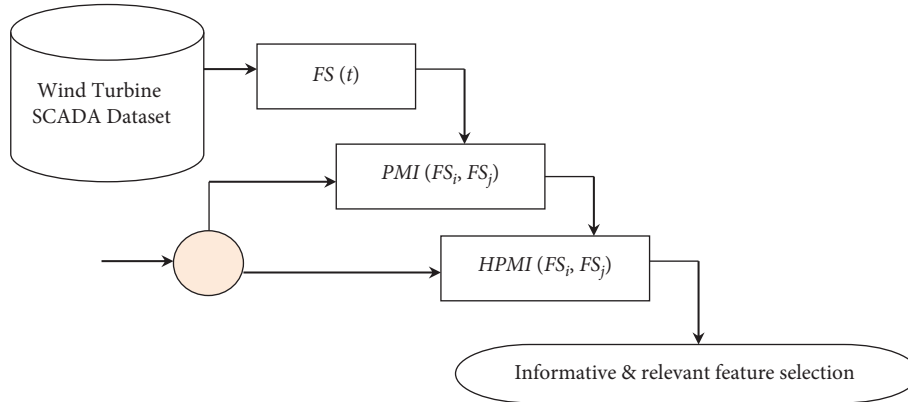 Wind Turbine
SCADA Dataset
FS (t)
PMI (FSi, FSj)
HPMI (FSi, FSj)
Informative & relevant feature selection